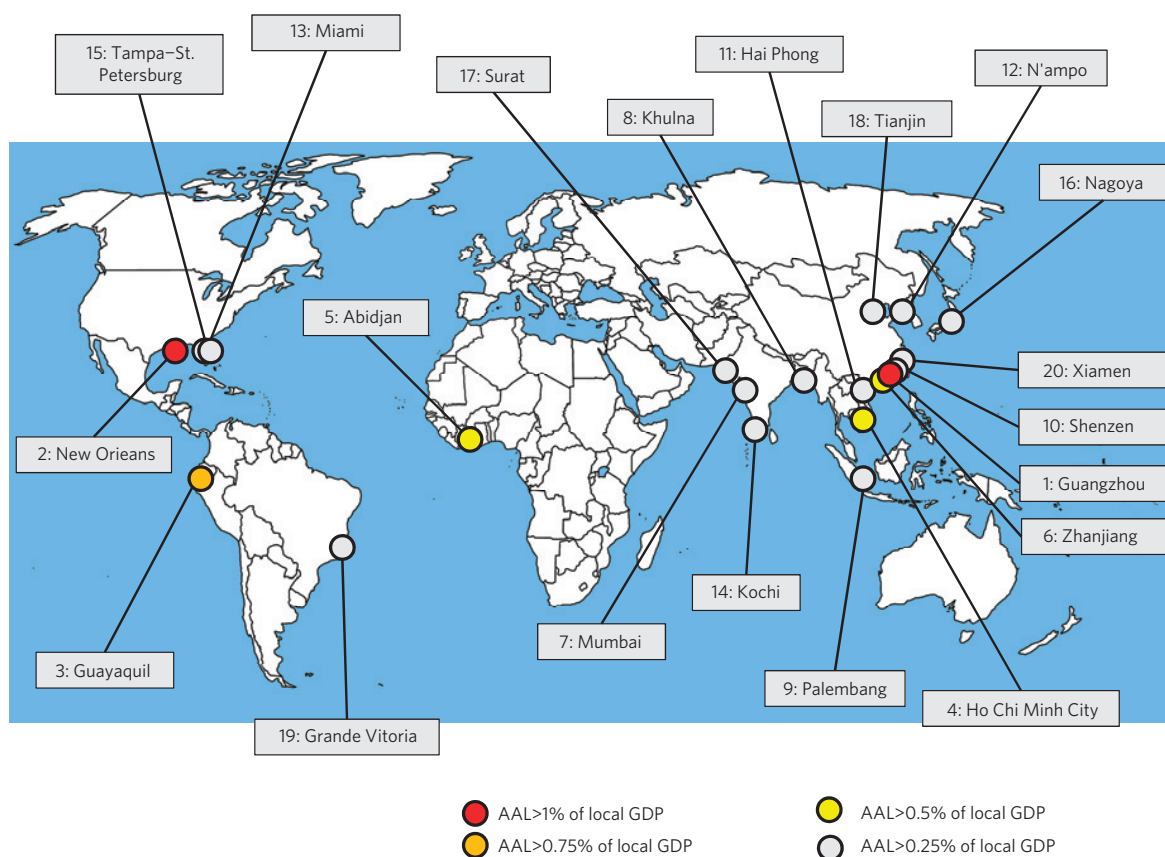 13: Miami
15: Tampa–St.
Petersburg
11: Hai Phong
12: N'ampo
17: Surat
8: Khulna
18: Tianjin
16: Nagoya
5: Abidjan
20: Xiamen
10: Shenzen
2: New Orieans
1: Guangzhou
6: Zhanjiang
14: Kochi
7: Mumbai
3: Guayaquil
9: Palembang
4: Ho Chi Minh City
19: Grande Vitoria
AAL>1% of local GDP
AAL>0.5% of local GDP
AAL>0.75% of local GDP
AAL>0.25% of local GDP